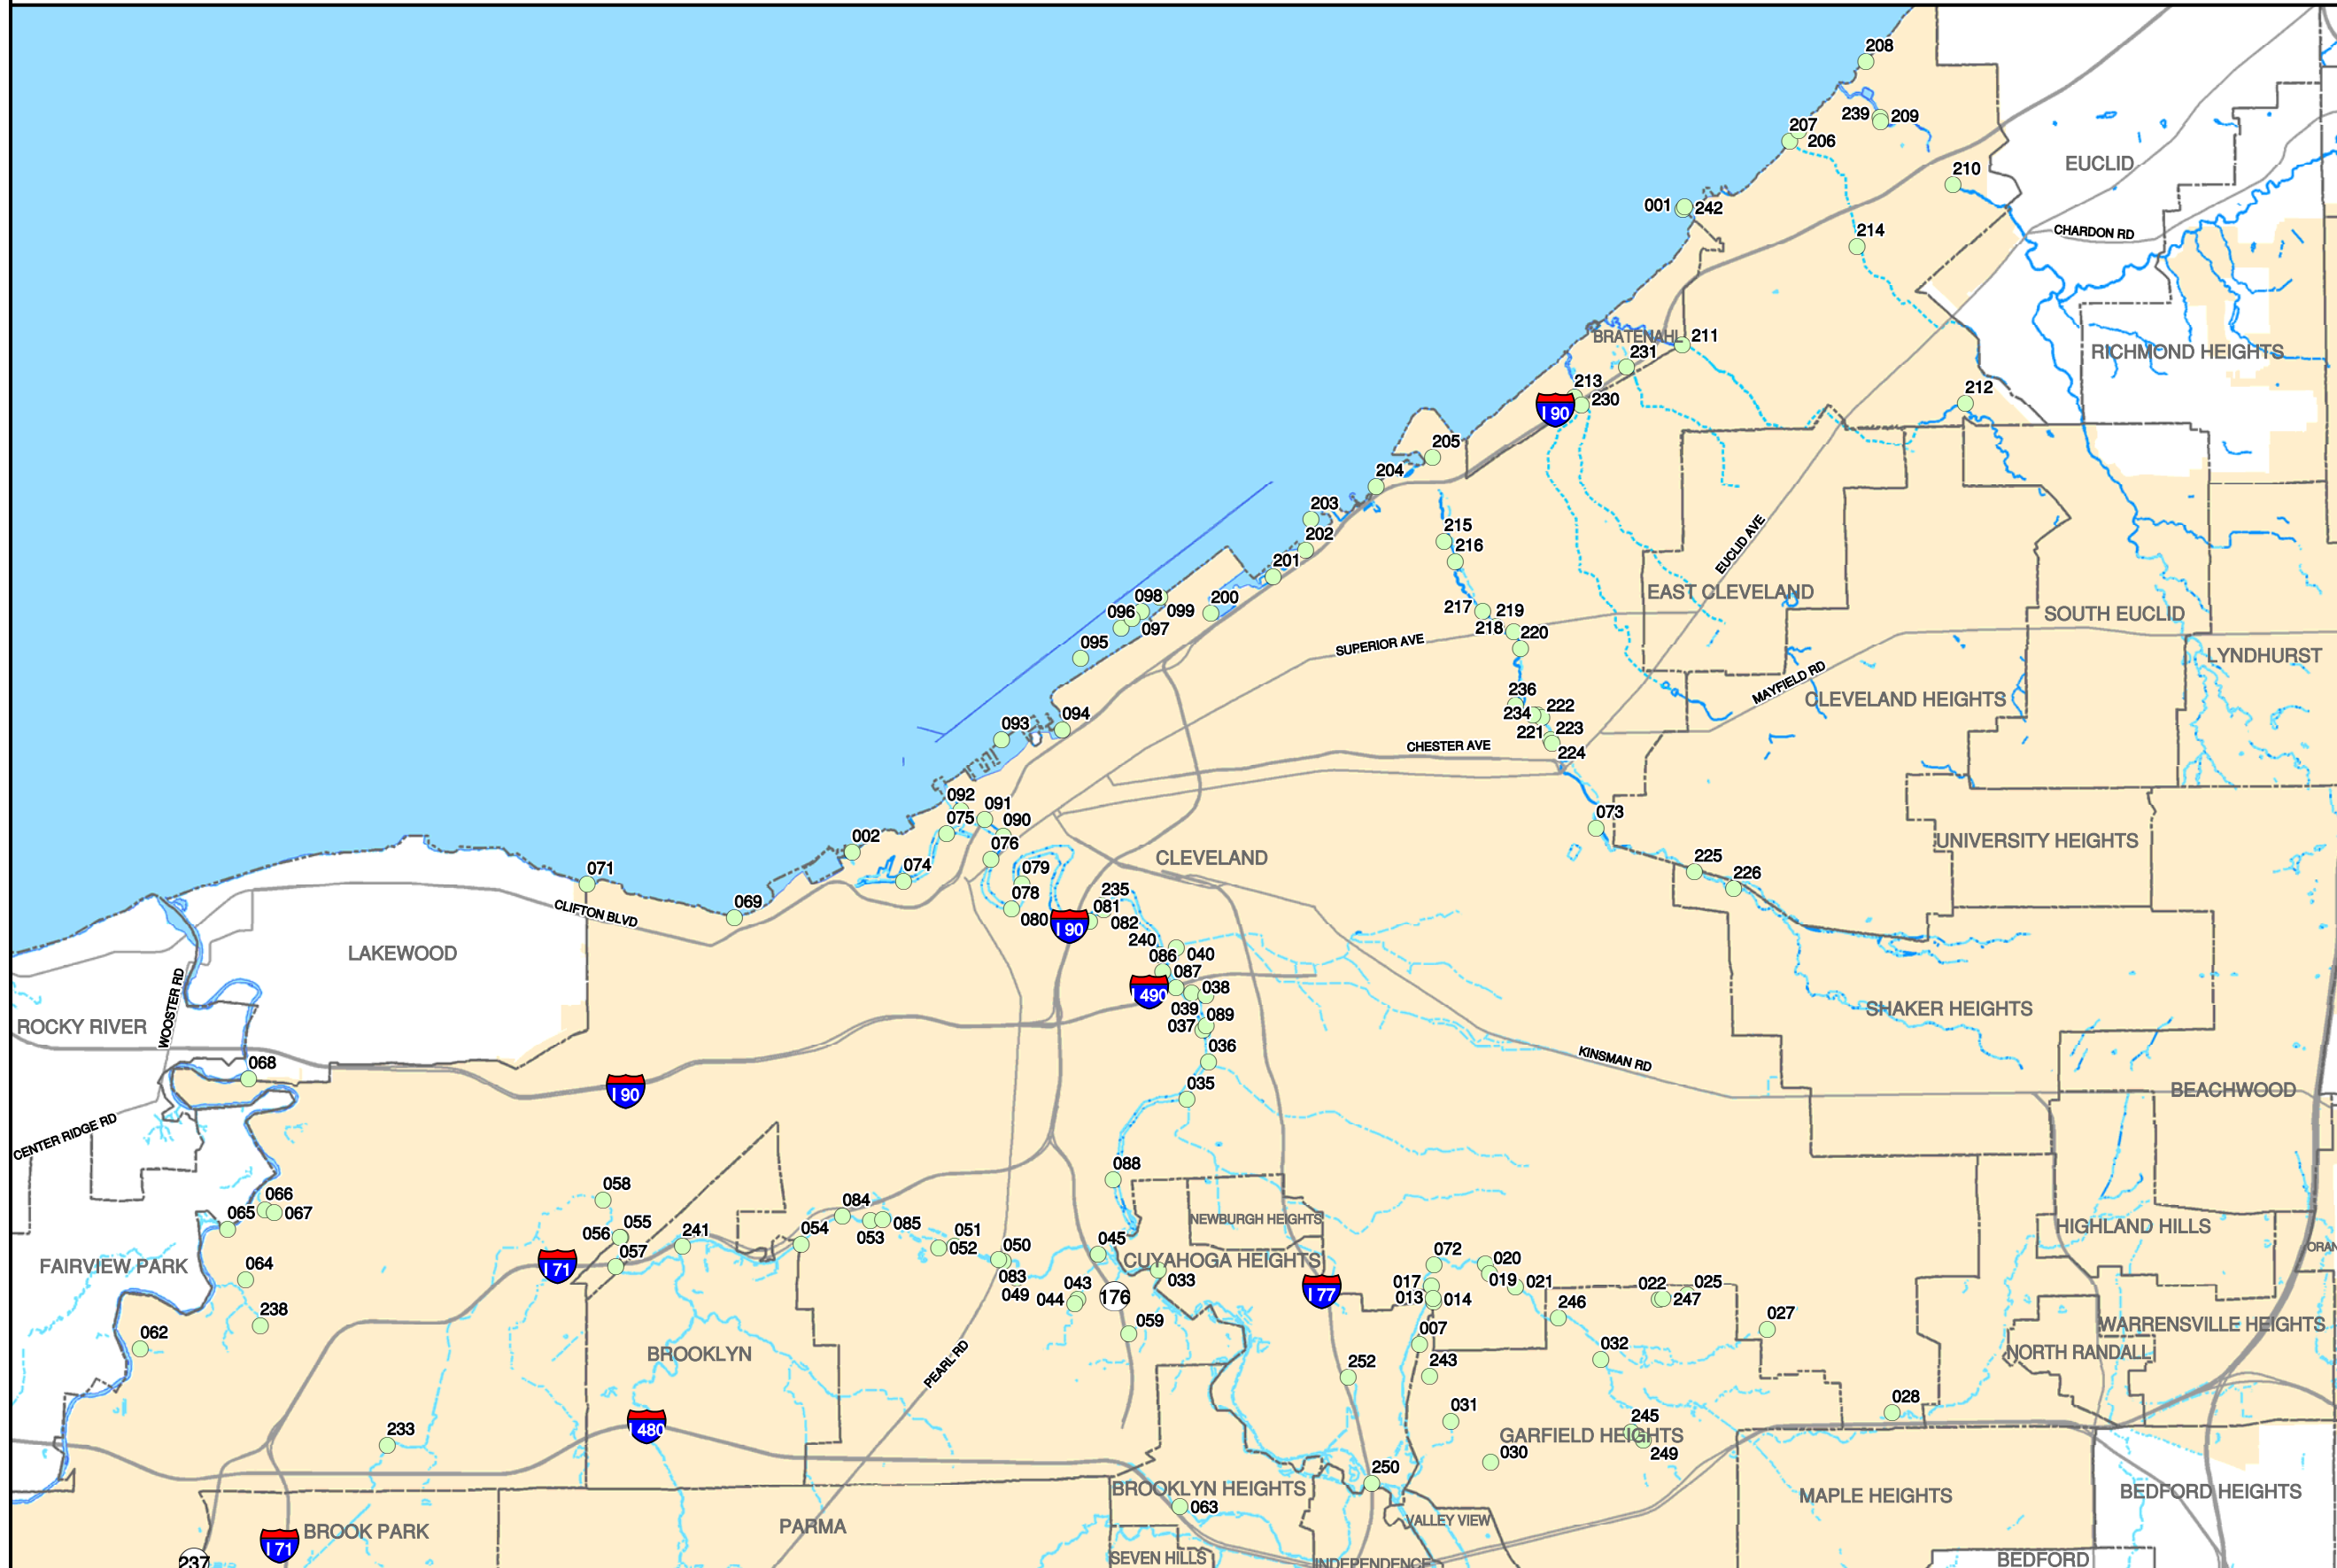 208
239
209
207
206
EUCLID
210
001
242
214
CHARDON RD
BRATENAHL
211
231
RICHMOND HEIGHTS
213
230
212
I 90
205
204
203
215
202
216
EUCLID AVE
201
EAST CLEVELAND
098
096
099
200
217
219
SOUTH EUCLID
097
218
220
095
SUPERIOR AVE
LYNDHURST
MAYFIELD RD
236
CLEVELAND HEIGHTS
093
094
234
222
221
223
CHESTER AVE
224
092
091
075
090
073
002
076
CLEVELAND
UNIVERSITY HEIGHTS
071
074
079
225
226
078
235
CLIFTON BLVD
069
080
081
082
I 90
LAKEWOOD
240
040
086
087
WOOSTER RD
I 490
038
039
SHAKER HEIGHTS
ROCKY RIVER
037
089
036
KINSMAN RD
068
035
I 90
BEACHWOOD
CENTER RIDGE RD
088
058
066
067
065
084
056
055
241
054
053
085
051
052
050
045
NEWBURGH HEIGHTS
HIGHLAND HILLS
057
CUYAHOGA HEIGHTS
072
020
ORAN
FAIRVIEW PARK
I 71
064
083
043
033
017
019
021
022
025
049
044
176
I 77
013
014
246
247
238
059
027
WARRENSVILLE HEIGHTS
062
007
BROOKLYN
PEARL RD
032
NORTH RANDALL
252
243
I 480
031
028
233
GARFIELD HEIGHTS
245
249
030
250
BROOKLYN HEIGHTS
063
MAPLE HEIGHTS
BEDFORD HEIGHTS
I 71
BROOK PARK
PARMA
VALLEY VIEW
237
SEVEN HILLS
INDEPENDENCE
BEDFORD